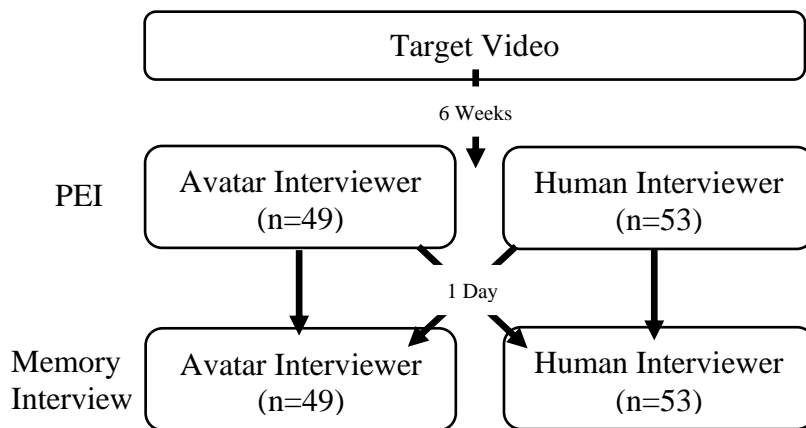 Target Video
6 Weeks
PEI
Avatar Interviewer
(n=49)
Human Interviewer
(n=53)
1 Day
Memory
Interview
Avatar Interviewer
(n=49)
Human Interviewer
(n=53)